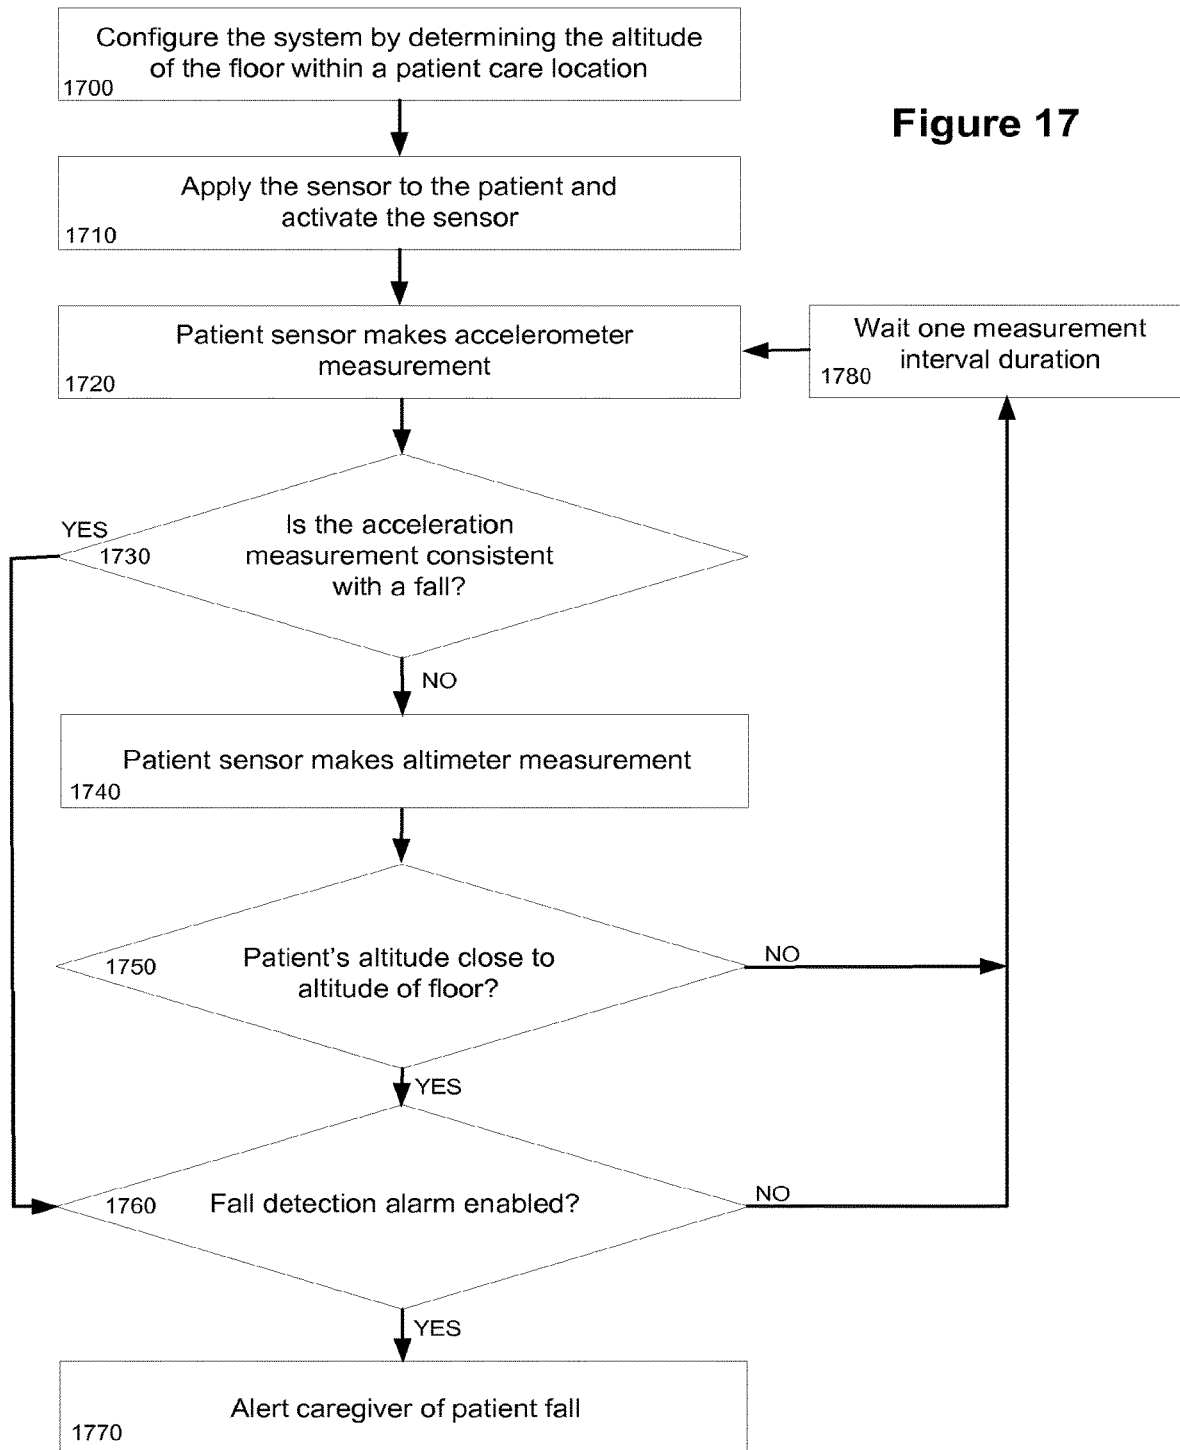 Configure the system by determining the altitude
of the floor within a patient care location
1700
Figure 17
Apply the sensor to the patient and
activate the sensor
1710
Patient sensor makes accelerometer
measurement
1720
Wait one measurement
interval duration
1780
YES
1730
Is the acceleration
measurement consistent
with a fall?
NO
Patient sensor makes altimeter measurement
1740
1750
Patient's altitude close to
altitude of floor?
NO
YES
1760
Fall detection alarm enabled?
NO
YES
Alert caregiver of patient fall
1770